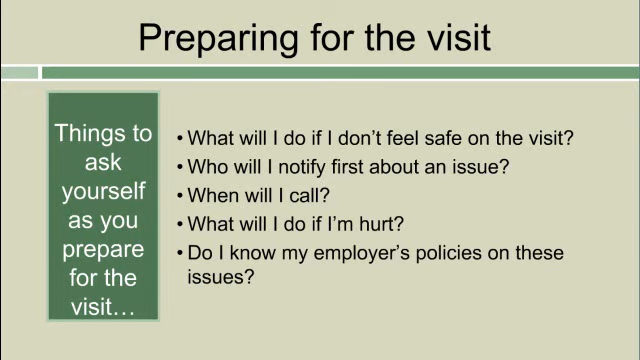 Preparing for the visit
Things to
ask
yourself
as you
prepare
for the
visit…
• What will I do if I don’t feel safe on the visit?
• Who will I notify first about an issue?
• When will I call?
• What will I do if I’m hurt?
• Do I know my employer’s policies on these
issues?